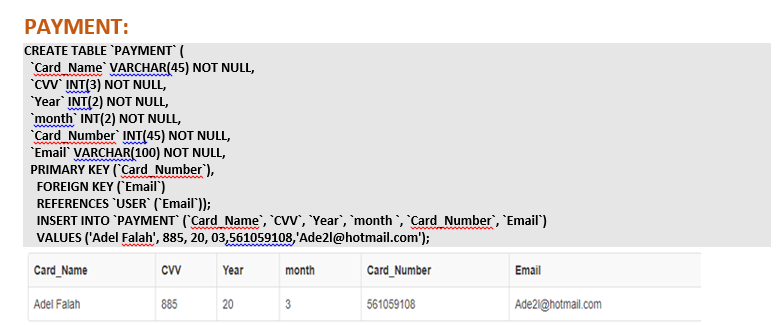 PAYMENT:
CREATE TABLE `PAYMENT` (
`Card_Name` VARCHAR(45) NOT NULL,
`CVV` INT(3) NOT NULL,
`Year` INT(2) NOT NULL,
`month` INT(2) NOT NULL,
`Card_Number` INT(45) NOT NULL,
`Email` VARCHAR(100) NOT NULL,
PRIMARY KEY (`Card_Number`),
FOREIGN KEY (`Email`)
REFERENCES `USER` (`Email`));
INSERT INTO `PAYMENT` (`Card_Name`, `CVV`, `Year`, `month `, `Card_Number`, `Email`)
VALUES ('Adel Falah', 885, 20, 03,561059108,'Ade2l@hotmail.com');
Card_Name CVV Year month Card_Number Email
Adel Falah 885 20 3 561059108 Ade2l@hotmail.com